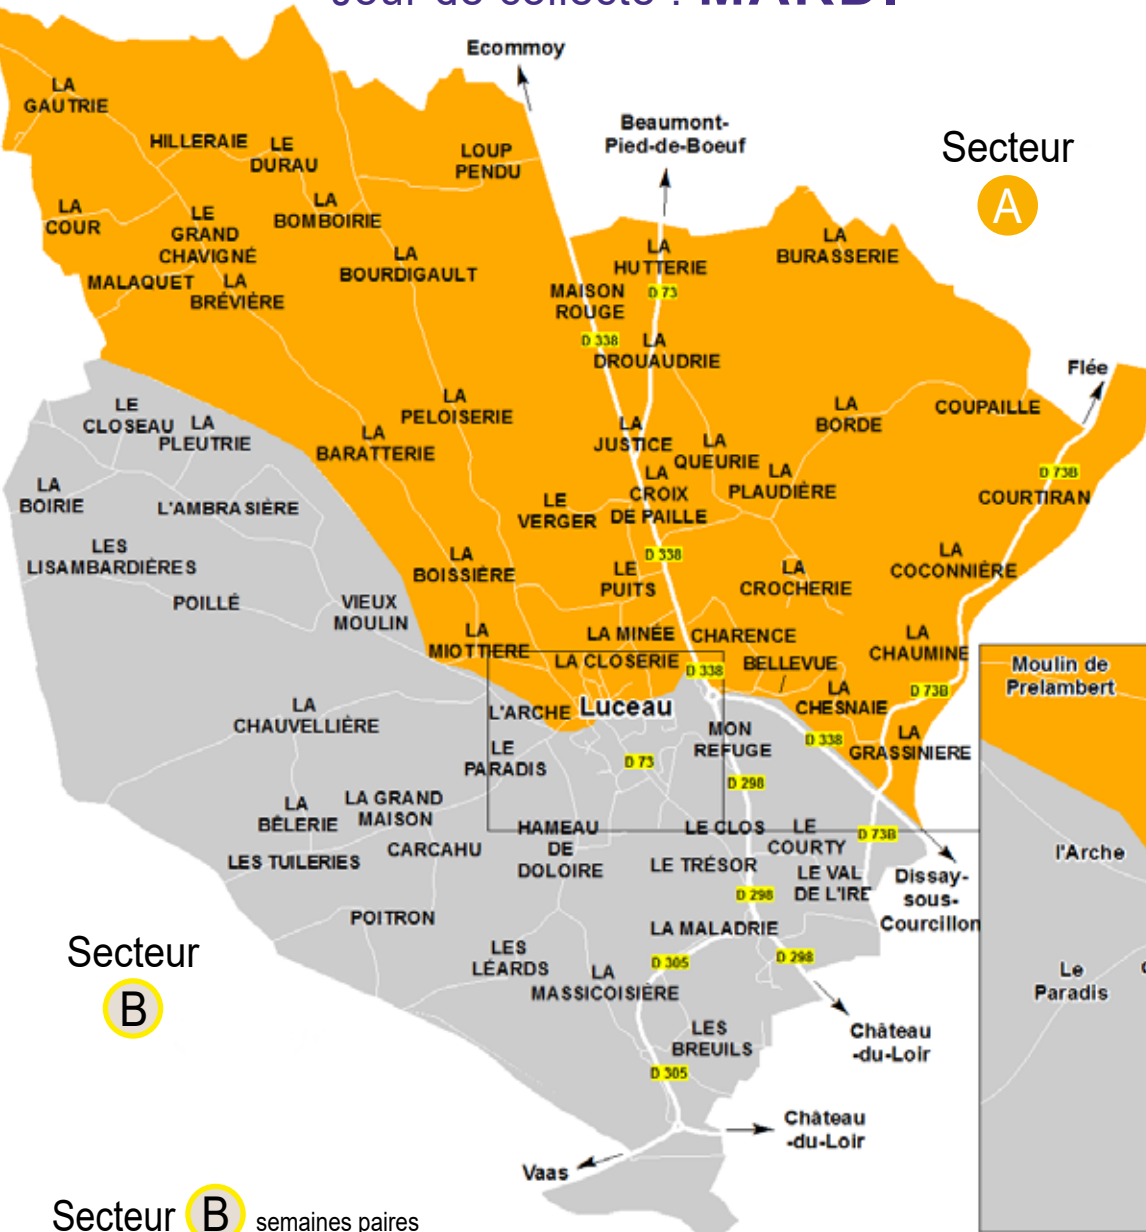 Jour de collecte : MARDI
Ecommoy
Beaumont-
Pied-de-Boeuf
Secteur
A
LA
GAUTRIE
HILLERAIE
LE
DURAU
LOUP
PENDU
LA
COUR
LE
GRAND
CHAVIGNÉ
LA
BOMBOIRIE
LA
BOURDIGAULT
MALAQUET
LA
BRÉVIÈRE
LA
HUTTERIE
LA
BURASSERIE
MAISON
ROUGE
D 73
D 338
LA
DROUAUDRIE
Flée
LE
CLOSEAU
LA
PLEUTRIE
LA
PELOISERIE
LA
BARATTERIE
LA
JUSTICE
LA
QUEURIE
LA
BORDE
COUPAILLE
LA
BOIRIE
L'AMBRASIÈRE
LE
VERGER
LA
CROIX
DE PAILLE
LA
PLAUDIÈRE
D 73B
COURTIRAN
LES
LISAMBARDIÈRES
POILLÉ
VIEUX
MOULIN
LA
BOISSIÈRE
D 338
LE
PUITS
LA
CROCHERIE
LA
COCONNIÈRE
LA
MIOTTIERE
LA MINÉE
CHARENCE
LA CLOSERIE
D 338
BELLEVUE
LA
CHAUMINE
Moulin de
Prelambert
LA
CHAUVELLIÈRE
L'ARCHE
Luceau
LA
CHESNAIE
D 73B
MON
REFUGE
D 338
LA
GRASSINIERE
LE
PARADIS
D 73
D 298
LA
BÊLERIE
LA GRAND
MAISON
CARCAHU
LES TUILERIES
HAMEAU
DE
DOLOIRE
LE CLOS
LE
COURTY
D 73B
l'Arche
LE TRÉSOR
LE VAL
DE L'IRE
D 298
Dissay-
sous-
Courcillon
POITRON
LA MALADRIE
Secteur
B
LES
LÉARDS
LA
MASSICOISIÈRE
D 305
D 298
Le
Paradis
LES
BREUILS
Château
-du-Loir
D 305
Château
-du-Loir
Vaas
Secteur B semaines paires